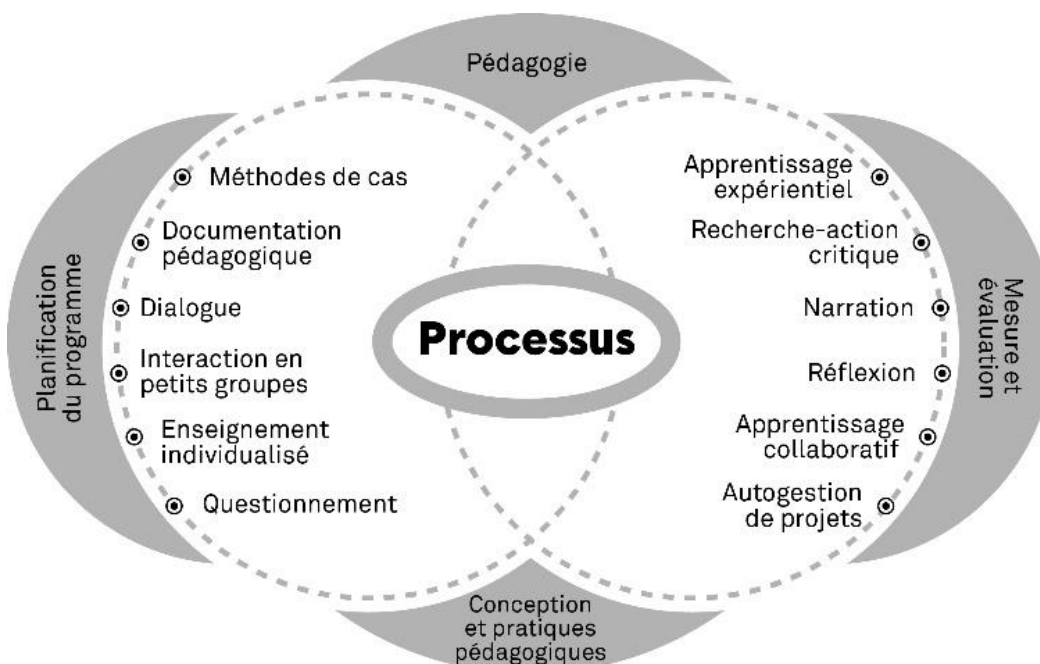 Pédagogie
Planification
du programme
Méthodes de cas
Documentation
pédagogique
Dialogue
Interaction en
petits groupes
Enseignement
individualisé
Questionnement
Processus
Apprentissage
expérientiel
Recherche-action
critique
Narration
Réflexion
Apprentissage
collaboratif
Autogestion
de projets
Mesure et
évaluation
Conception
et pratiques
pédagogiques